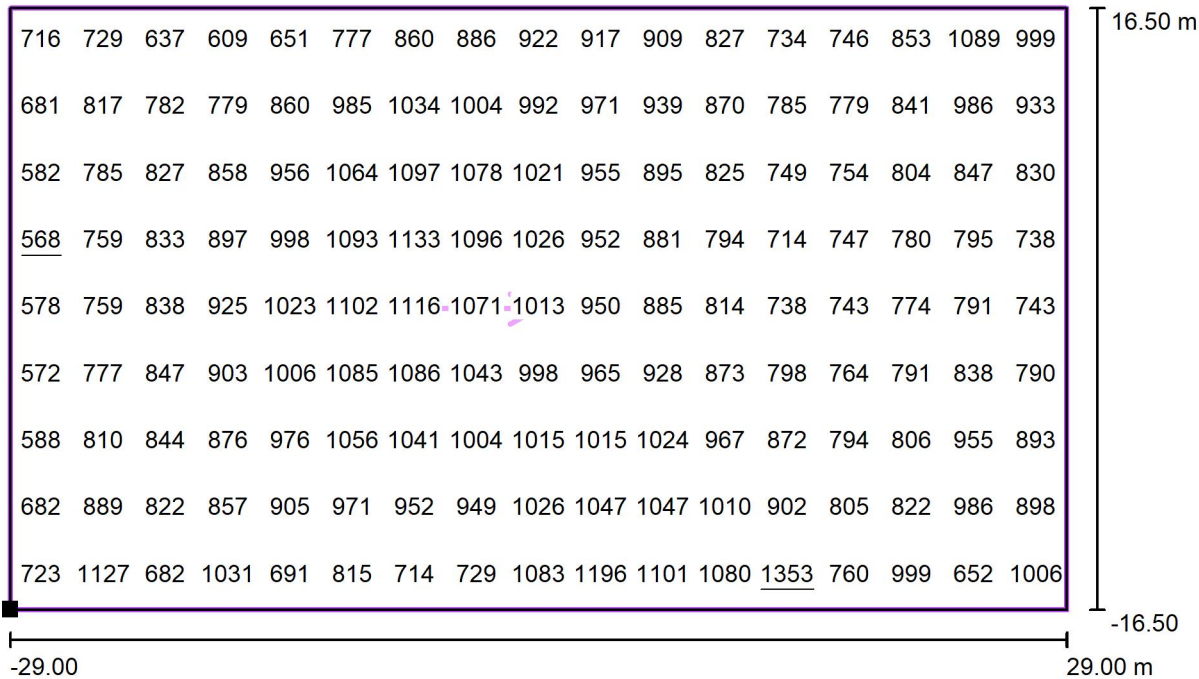 716 729 637 609 651 777 860 886 922 917 909 827 734 746 853 1089 999
16.50 m
681 817 782 779 860 985 1034 1004 992 971 939 870 785 779 841 986 933
582 785 827 858 956 1064 1097 1078 1021 955 895 825 749 754 804 847 830
568 759 833 897 998 1093 1133 1096 1026 952 881 794 714 747 780 795 738
578 759 838 925 1023 1102 1116 1071 1013 950 885 814 738 743 774 791 743
572 777 847 903 1006 1085 1086 1043 998 965 928 873 798 764 791 838 790
588 810 844 876 976 1056 1041 1004 1015 1015 1024 967 872 794 806 955 893
682 889 822 857 905 971 952 949 1026 1047 1047 1010 902 805 822 986 898
723 1127 682 1031 691 815 714 729 1083 1196 1101 1080 1353 760 999 652 1006
-16.50
-29.00 29.00 m